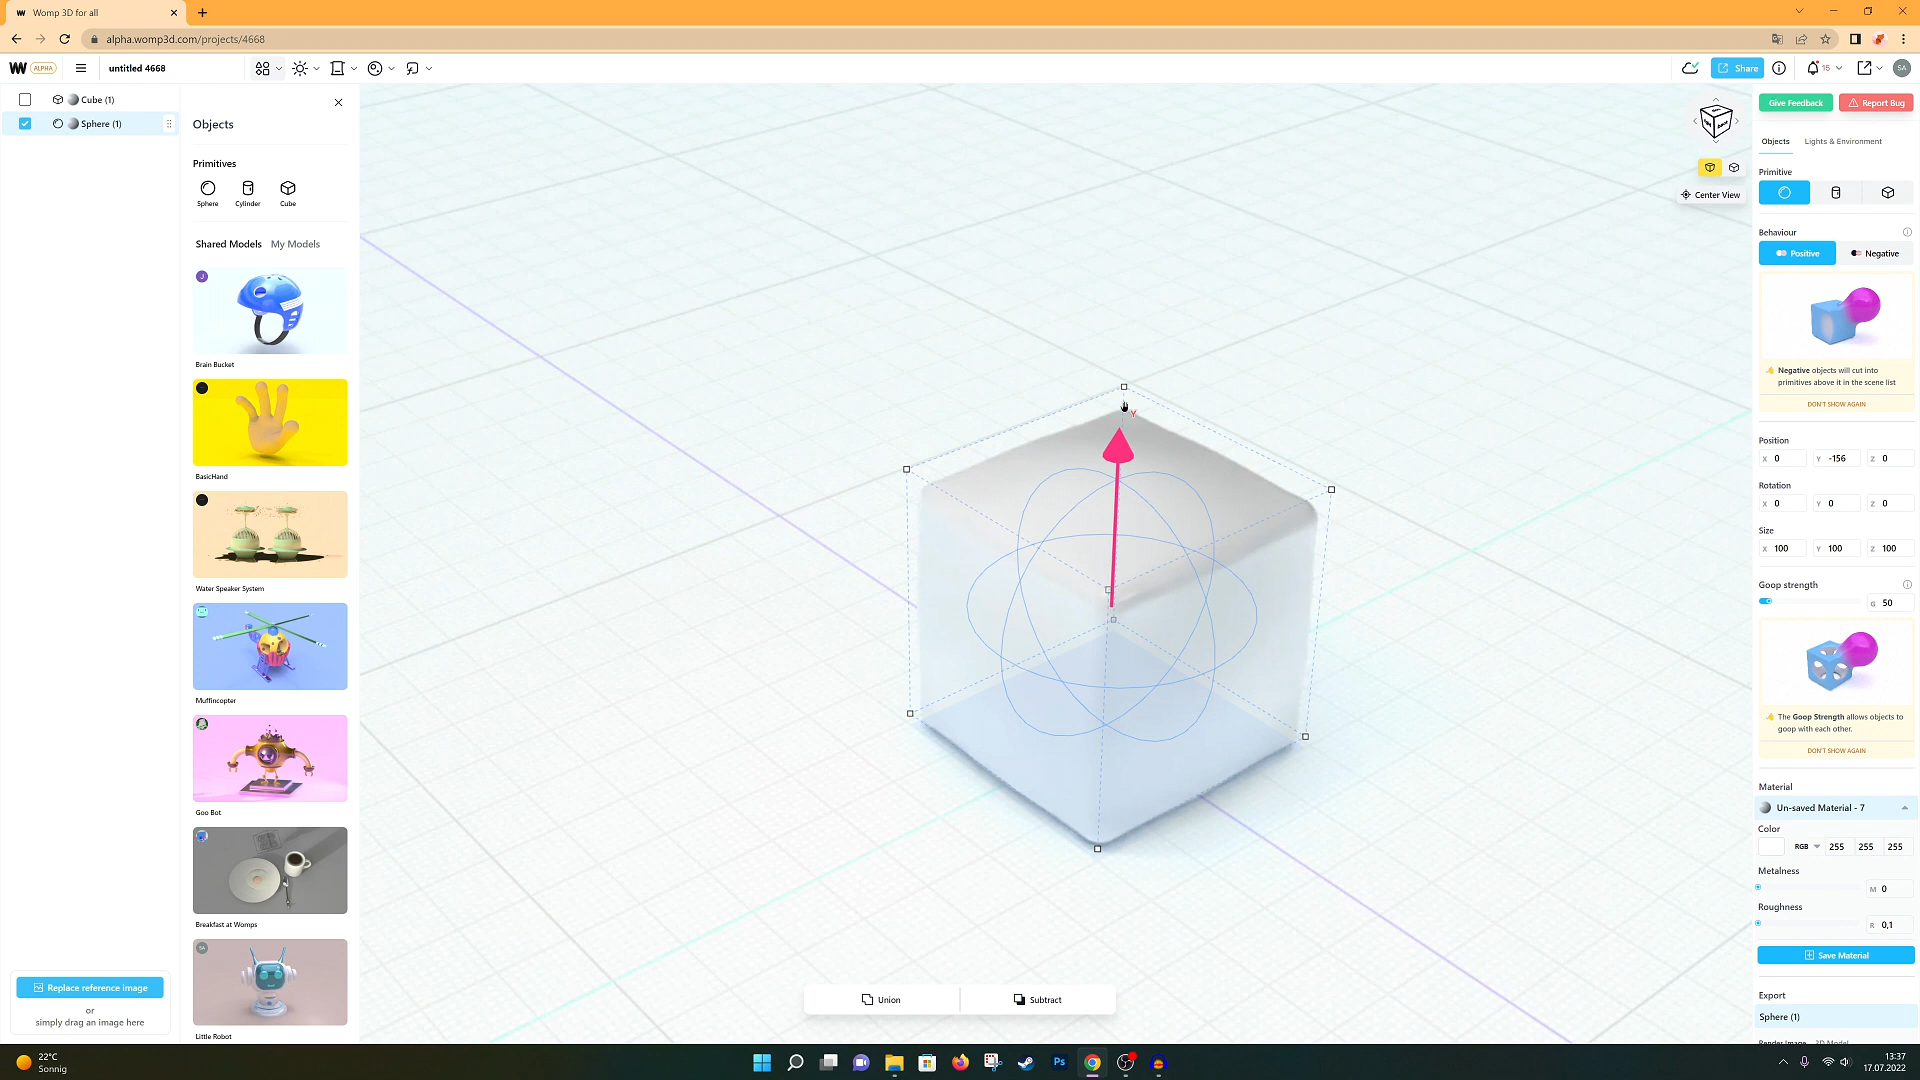 Womp 3D for all
alpha.womp3d.com/projects/4668
ALPHA
untitled 4668
Share
15
SA
Cube (1)
Sphere (1)
Objects
Primitives
Sphere
Cylinder
Cube
Shared Models
My Models
J
Brain Bucket
BasicHand
Water Speaker System
Muffincopter
Goo Bot
Breakfast at Womps
SA
Little Robot
Replace reference image
or
simply drag an image here
Y
Center View
Union
Subtract
Give Feedback
Report Bug
Objects
Lights & Environment
Primitive
Behaviour
Positive
Negative
Negative objects will cut into
primitives above it in the scene list
DON'T SHOW AGAIN
Position
X 0
Y -156
Z 0
Rotation
X 0
Y 0
Z 0
Size
X 100
Y 100
Z 100
Goop strength
G 50
The Goop Strength allows objects to
goop with each other.
DON'T SHOW AGAIN
Material
Un-saved Material - 7
Color
RGB
255
255
255
Metalness
M 0
Roughness
R 0,1
Save Material
Export
Sphere (1)
22°C
Sonnig
Ps
13:37
17.07.2022